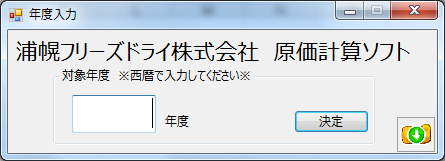 年度入力
浦幌フリーズドライ株式会社　原価計算ソフト
対象年度　※西暦で入力してください※
年度
決定